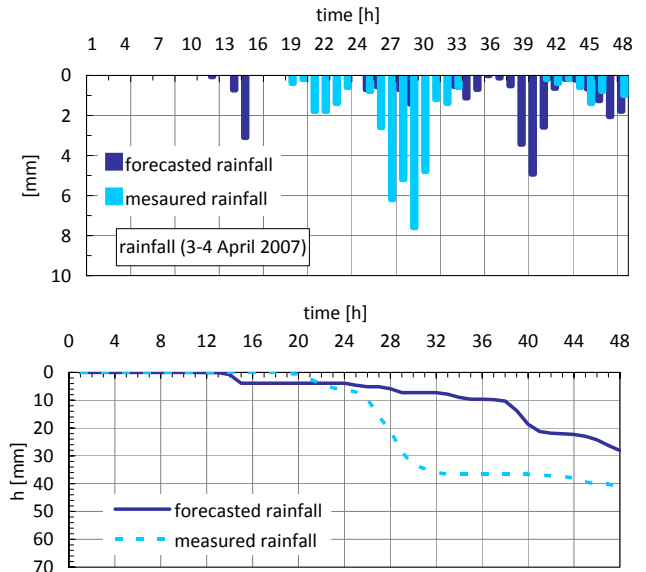 time [h]
1 4 7 10 13 16 19 22 25 28 30 33 36 39 42 45 48
0
2
4
6
8
10
[mm]
forecasted rainfall
mesaured rainfall
rainfall (3-4 April 2007)
time [h]
0 4 8 12 16 20 24 28 32 36 40 44 48
0
10
20
30
40
50
60
70
h [mm]
forecasted rainfall
measured rainfall